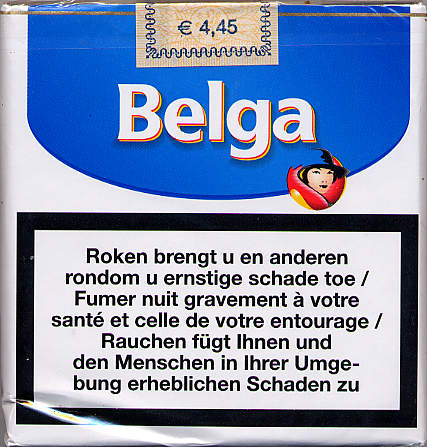 € 4,45
Belga
Roken brengt u en anderen
rondom u ernstige schade toe /
Fumer nuit gravement à votre
santé et celle de votre entourage /
Rauchen fügt Ihnen und
den Menschen in Ihrer Umge-
bung erheblichen Schaden zu